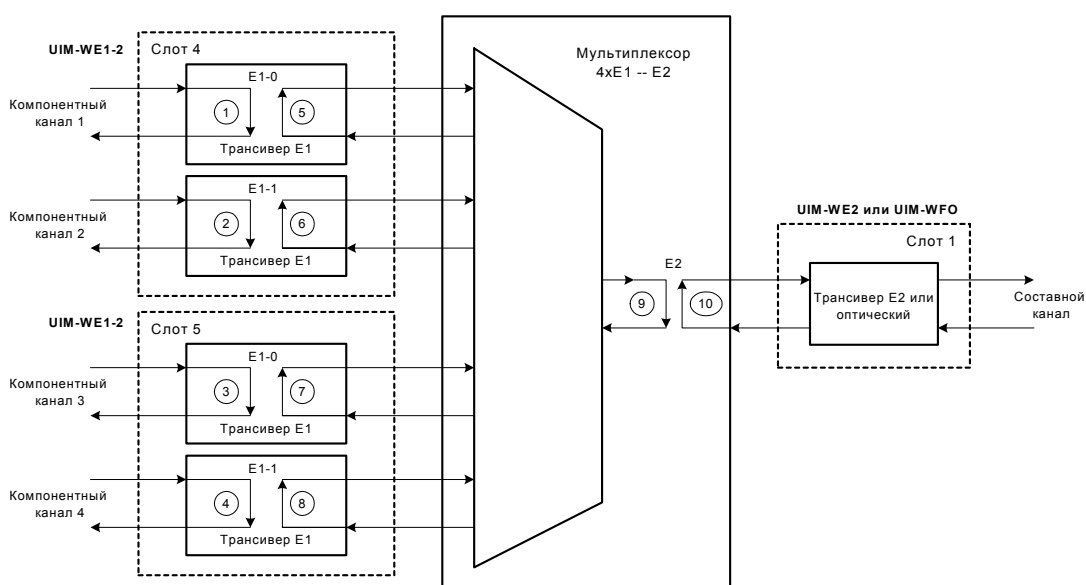 UIM-WE1-2
Слот 4
E1-0
1
5
Трансивер E1
Компонентный
канал 1
E1-1
2
6
Трансивер E1
Компонентный
канал 2
UIM-WE1-2
Слот 5
E1-0
3
7
Трансивер E1
Компонентный
канал 3
E1-1
4
8
Трансивер E1
Компонентный
канал 4
Мультиплексор
4xE1 -- E2
E2
9
10
UIM-WE2 или UIM-WFO
Слот 1
Трансивер E2 или
оптический
Составной
канал